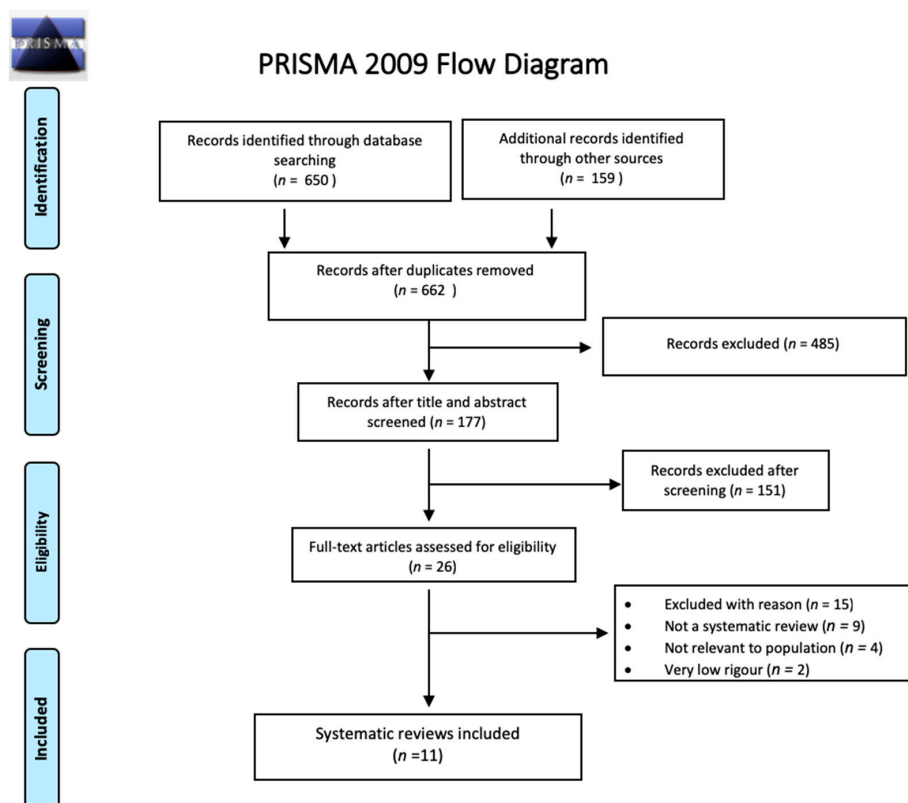 PRISMA
PRISMA 2009 Flow Diagram
Identification
Records identified through database
searching
(n = 650 )
Additional records identified
through other sources
(n = 159 )
Records after duplicates removed
(n = 662 )
Screening
Records excluded (n = 485)
Records after title and abstract
screened (n = 177)
Records excluded after
screening (n = 151)
Eligibility
Full-text articles assessed for eligibility
(n = 26)
• Excluded with reason (n = 15)
• Not a systematic review (n = 9)
• Not relevant to population (n = 4)
• Very low rigour (n = 2)
Included
Systematic reviews included
(n =11)